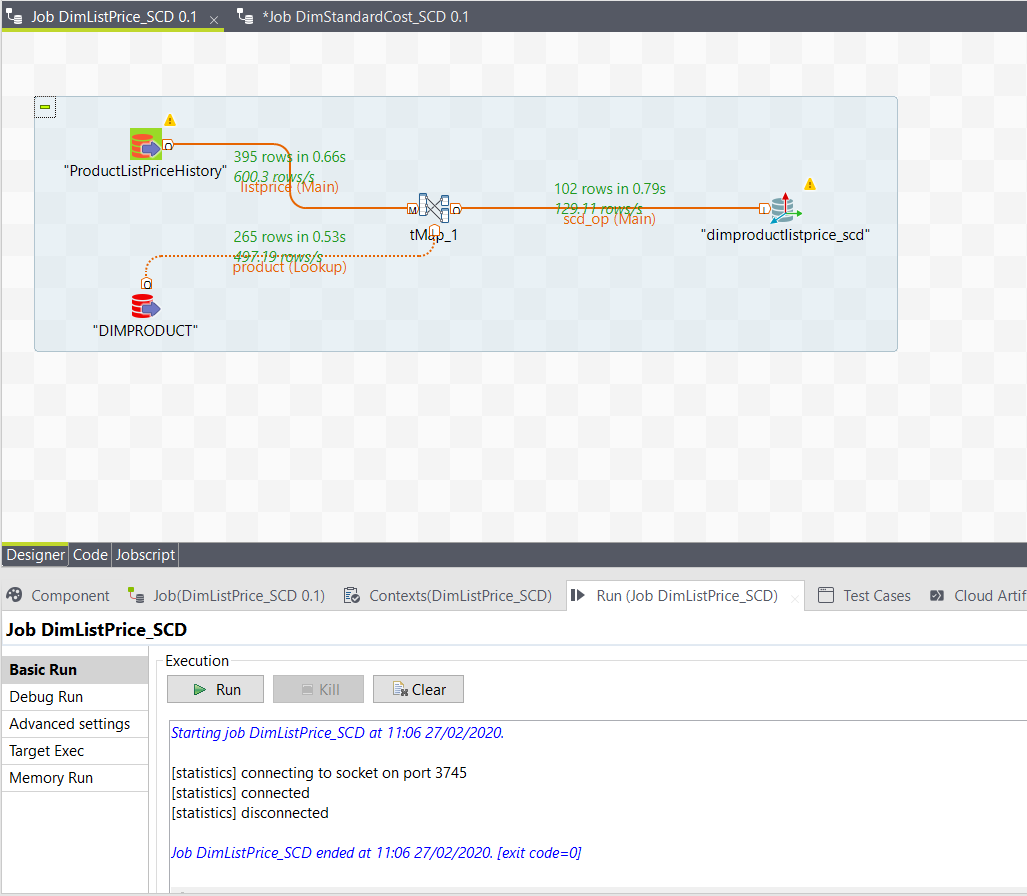 Job DimListPrice_SCD 0.1
*Job DimStandardCost_SCD 0.1
"ProductListPriceHistory"
395 rows in 0.66s
600.3 rows/s
listprice (Main)
tMap_1
102 rows in 0.79s
129.11 rows/s
scd_op (Main)
"dimproductlistprice_scd"
265 rows in 0.53s
497.19 rows/s
product (Lookup)
"DIMPRODUCT"
Designer Code Jobscript
Component Job(DimListPrice_SCD 0.1) Contexts(DimListPrice_SCD) Run (Job DimListPrice_SCD) Test Cases Cloud Artif
Job DimListPrice_SCD
Basic Run
Debug Run
Advanced settings
Target Exec
Memory Run
Execution
Run Kill Clear
Starting job DimListPrice_SCD at 11:06 27/02/2020.
[statistics] connecting to socket on port 3745
[statistics] connected
[statistics] disconnected
Job DimListPrice_SCD ended at 11:06 27/02/2020. [exit code=0]